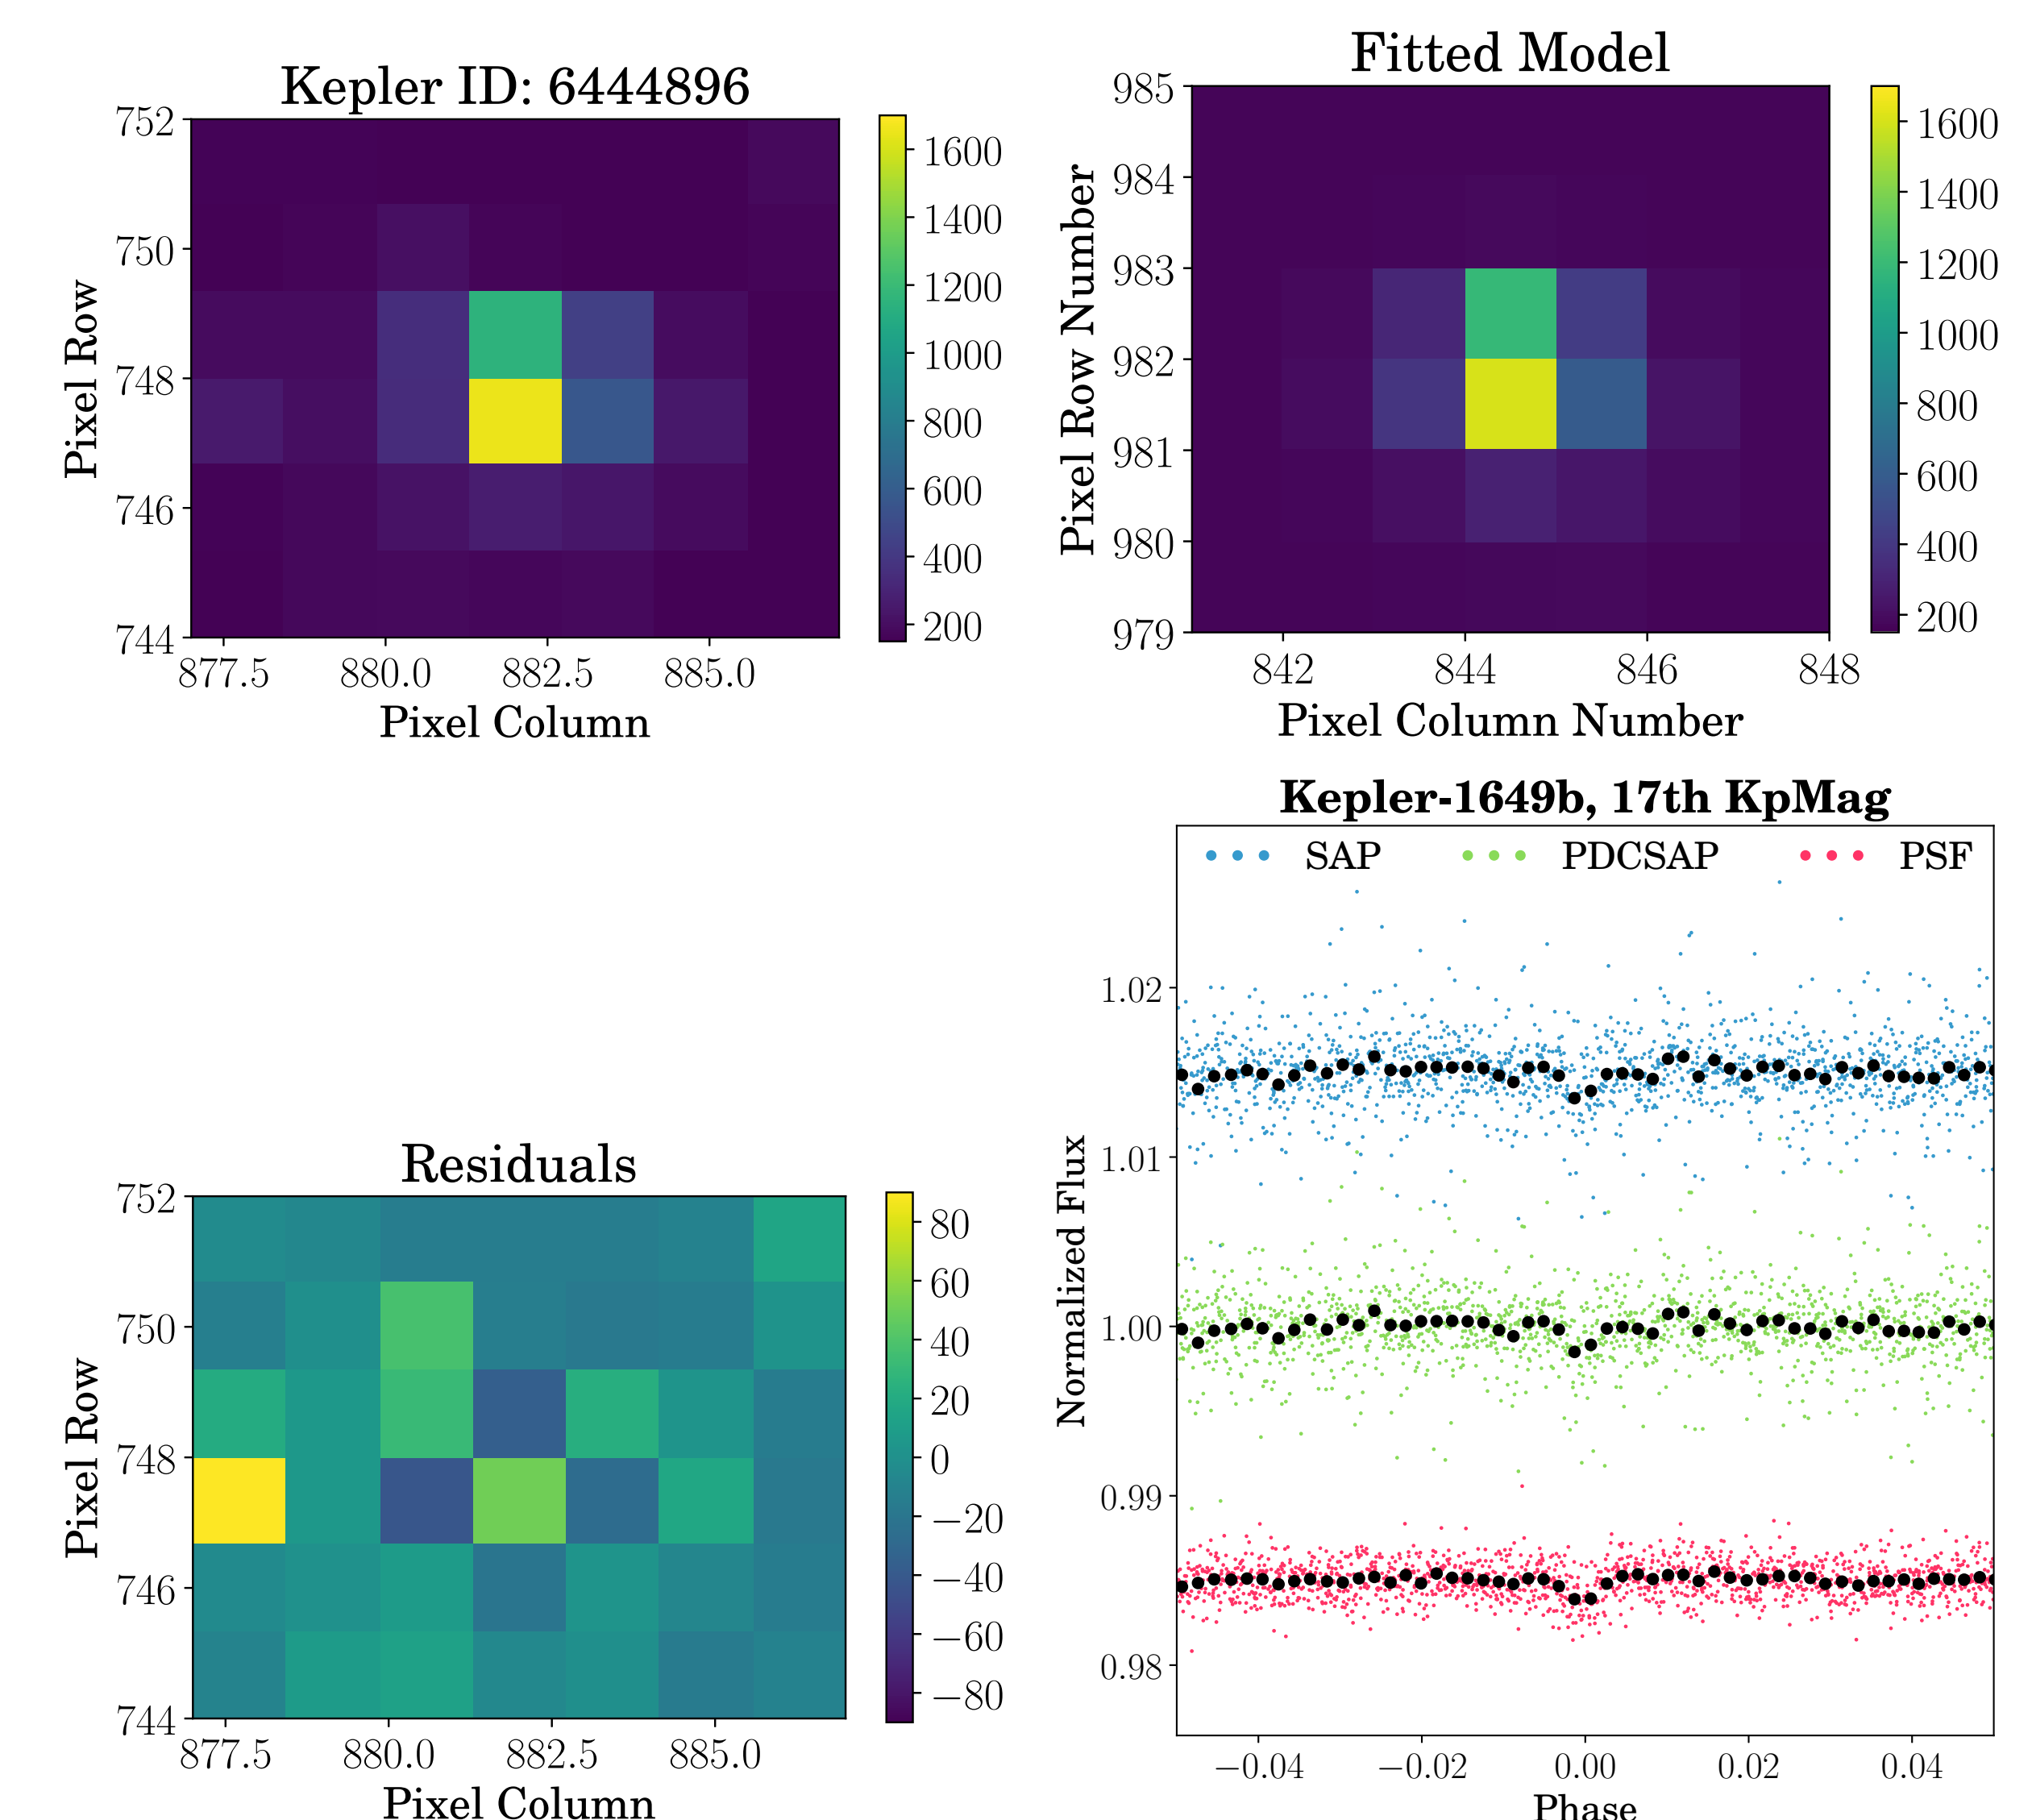 Kepler ID: 6444896
752
750
748
746
744
Pixel Row
877.5 880.0 882.5 885.0
Pixel Column
1600
1400
1200
1000
800
600
400
200
Fitted Model
985
984
983
982
981
980
979
Pixel Row Number
842 844 846 848
Pixel Column Number
1600
1400
1200
1000
800
600
400
200
Residuals
752
750
748
746
744
Pixel Row
877.5 880.0 882.5 885.0
Pixel Column
80
60
40
20
0
−20
−40
−60
−80
Kepler-1649b, 17th KpMag
SAP PDCSAP PSF
1.02
1.01
1.00
0.99
0.98
Normalized Flux
−0.04 −0.02 0.00 0.02 0.04
Phase